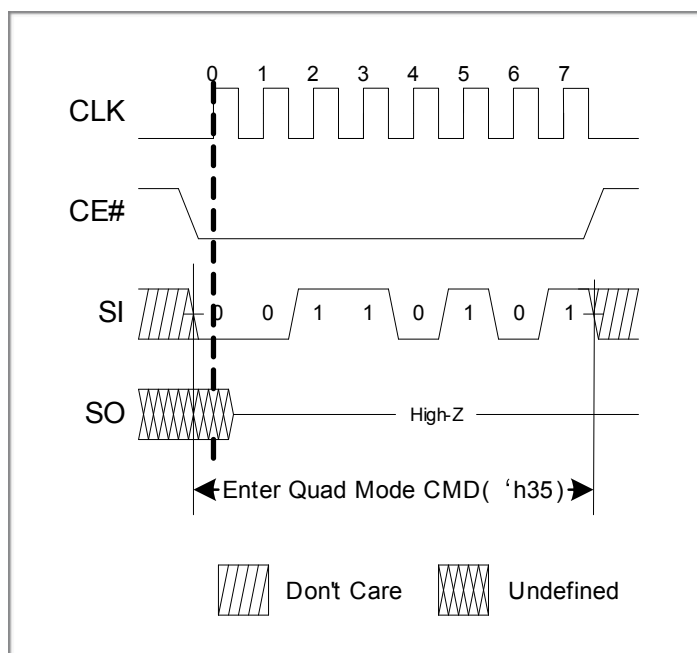 0 1 2 3 4 5 6 7
CLK
CE#
SI 0 0 1 1 0 1 0 1
SO High-Z
Enter Quad Mode CMD( ‘h35)
Don't Care Undefined